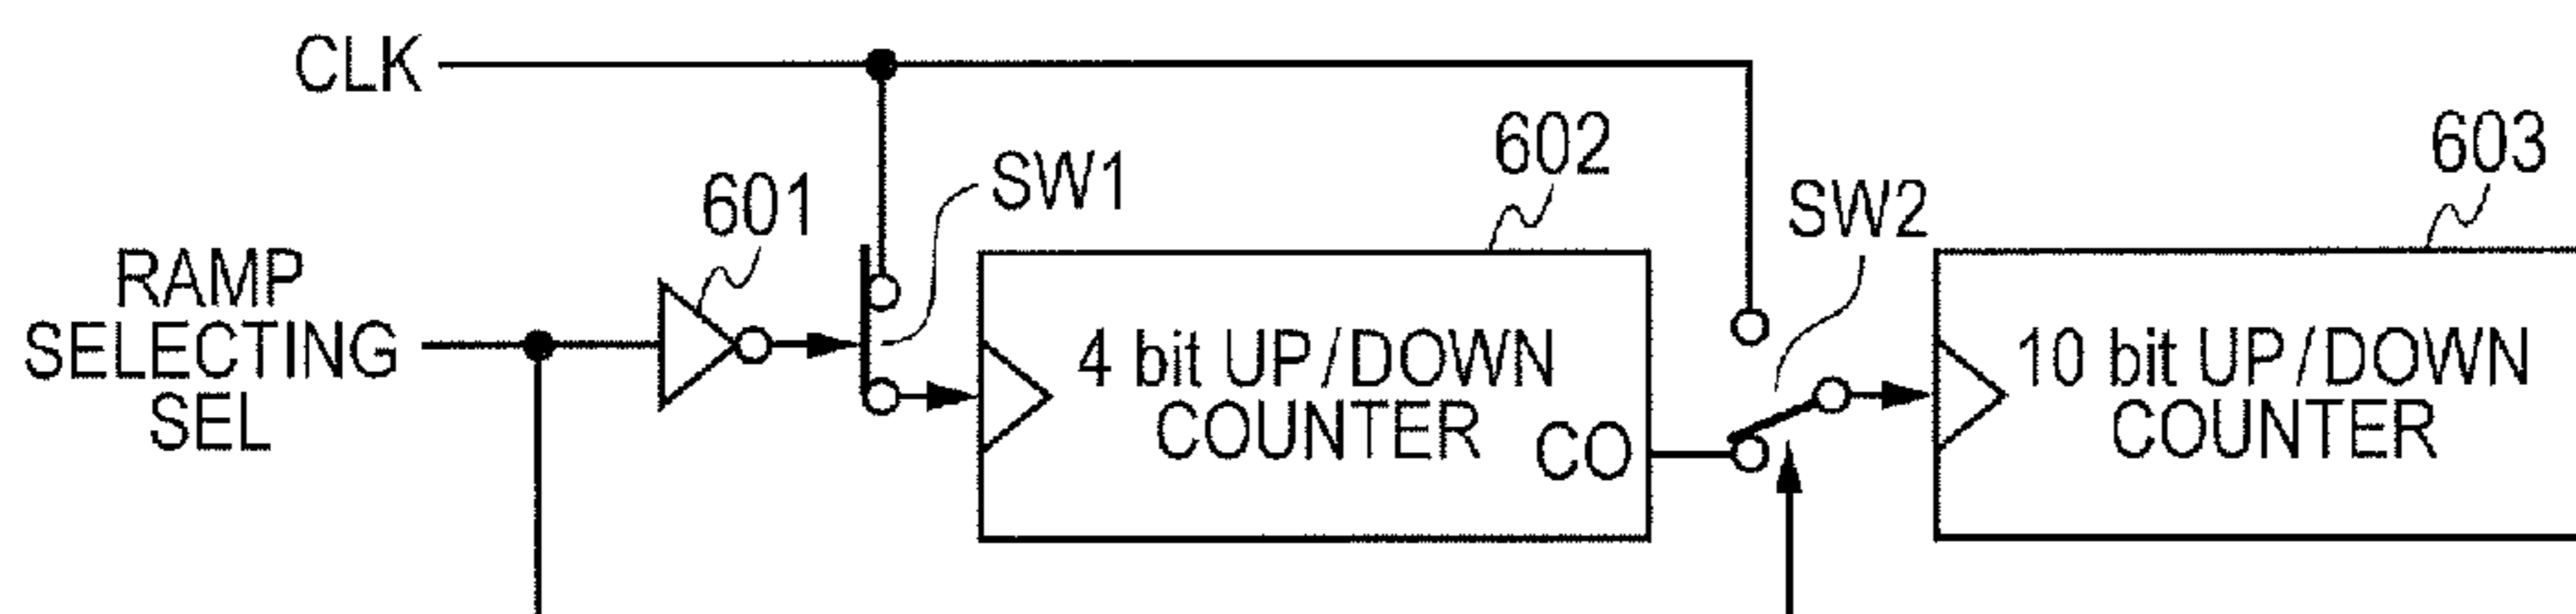 CLK
601
SW1
602
SW2
603
RAMP
SELECTING
SEL
4 bit UP/DOWN
COUNTER
CO
10 bit UP/DOWN
COUNTER